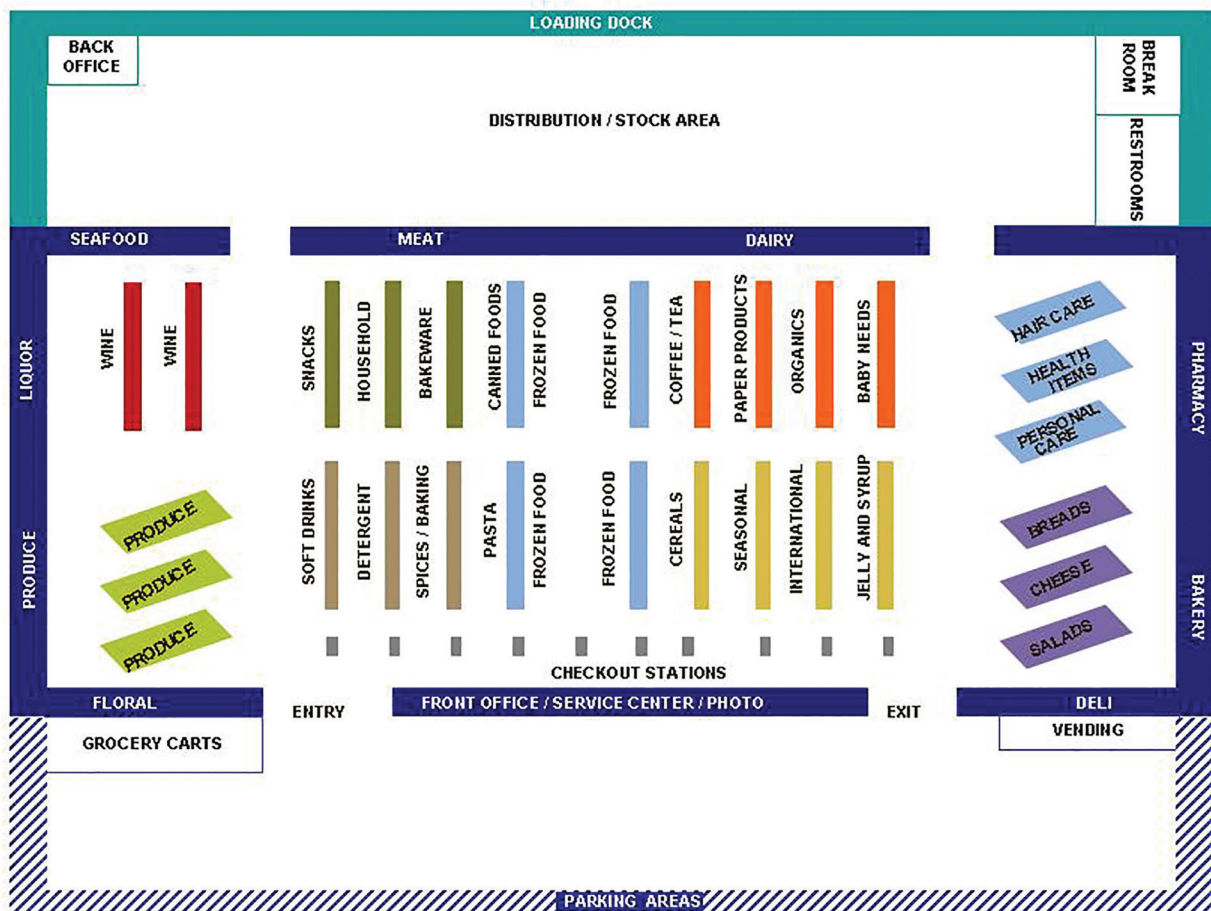 LOADING DOCK
BACK
OFFICE
BREAK
ROOM
DISTRIBUTION / STOCK AREA
RESTROOMS
SEAFOOD
MEAT
DAIRY
LIQUOR
WINE
WINE
SNACKS
HOUSEHOLD
BAKEWARE
CANNED FOODS
FROZEN FOOD
FROZEN FOOD
COFFEE / TEA
PAPER PRODUCTS
ORGANICS
BABY NEEDS
HAIR CARE
HEALTH
ITEMS
PERSONAL
CARE
PHARMACY
PRODUCE
PRODUCE
PRODUCE
PRODUCE
SOFT DRINKS
DETERGENT
SPICES / BAKING
PASTA
FROZEN FOOD
FROZEN FOOD
CEREALS
SEASONAL
INTERNATIONAL
JELLY AND SYRUP
BREADS
CHEESE
SALADS
BAKERY
CHECKOUT STATIONS
FLORAL
ENTRY
FRONT OFFICE / SERVICE CENTER / PHOTO
EXIT
DELI
GROCERY CARTS
VENDING
PARKING AREAS